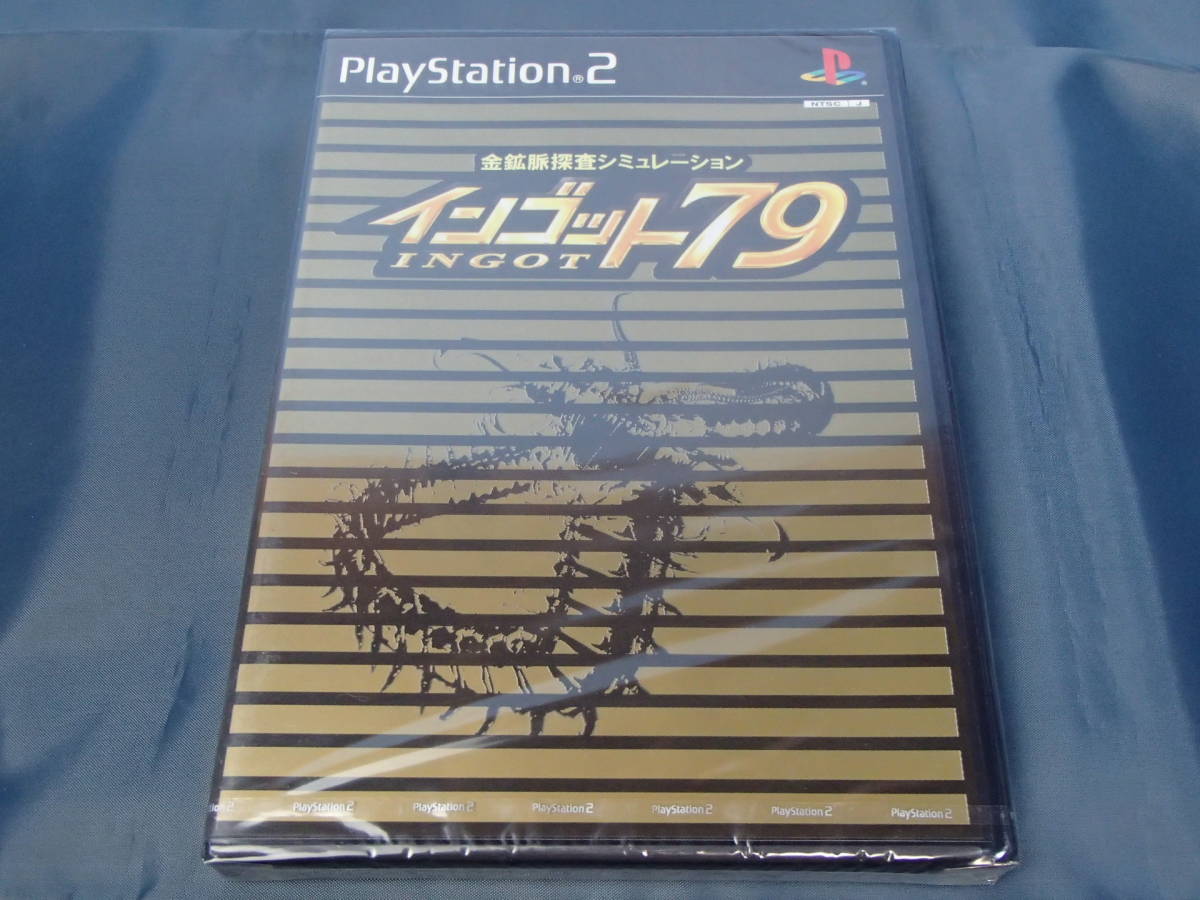 PlayStation®2
NTSC J
金鉱脈探査シミュレーション
インゴット79
INGOT
ion 2 PlayStation 2 PlayStation 2 PlayStation 2 PlayStation 2 PlayStation 2 PlayStation 2